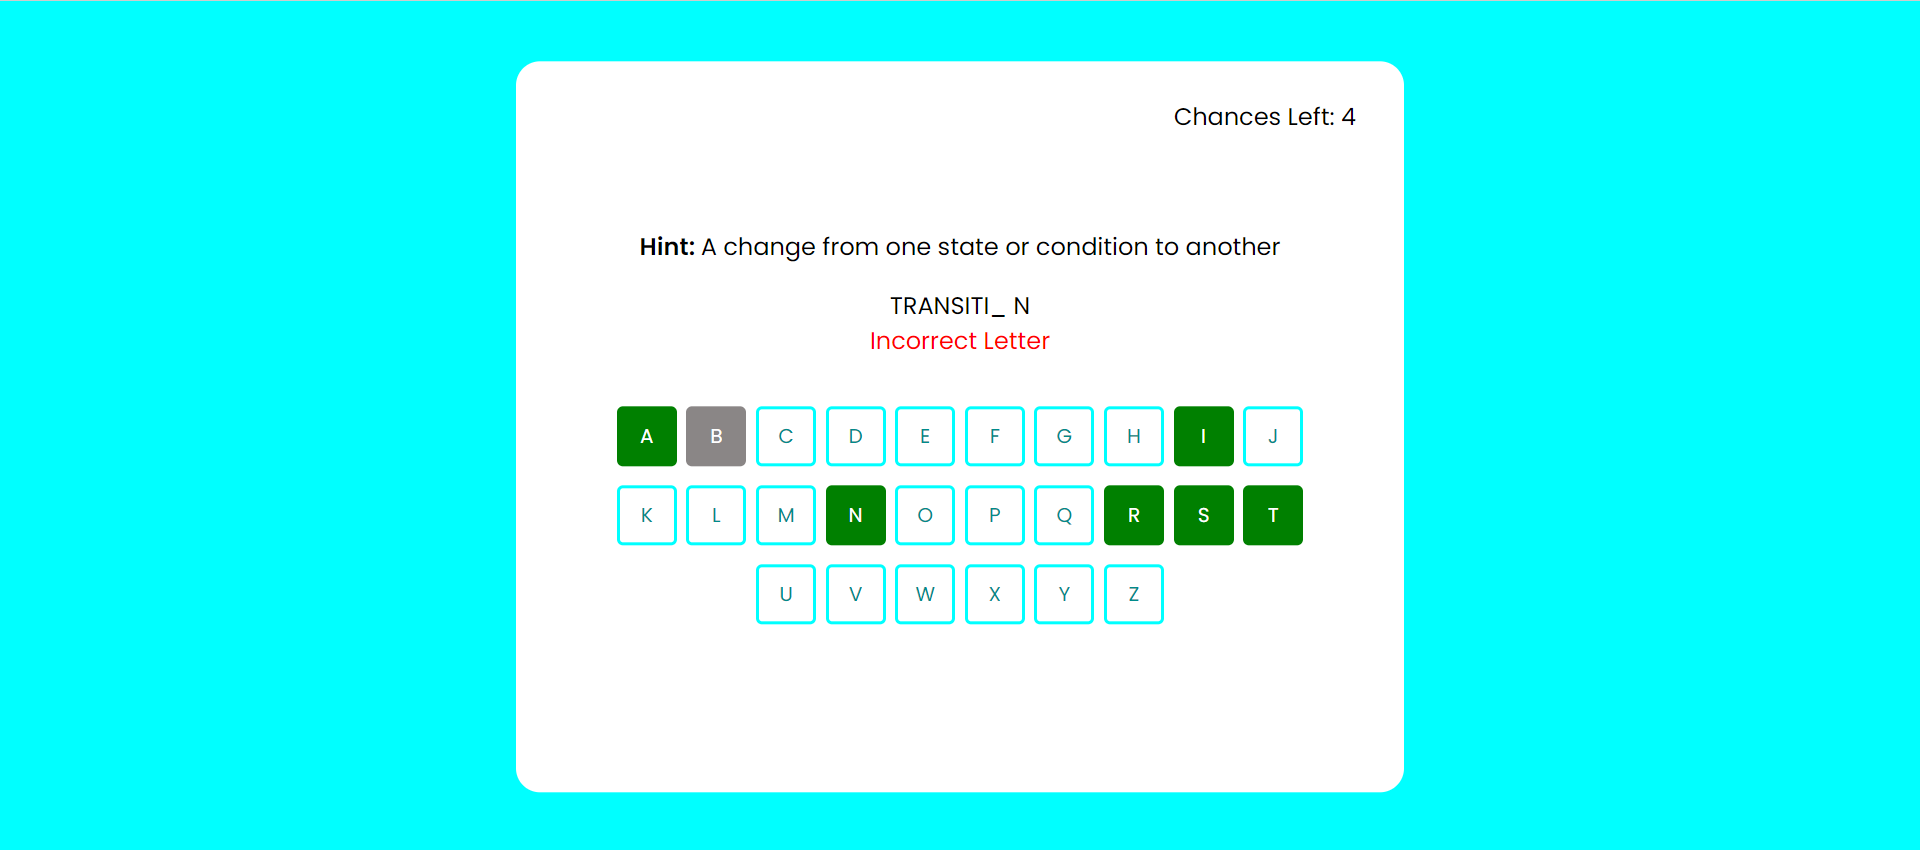 Chances Left: 4
Hint: A change from one state or condition to another
TRANSITI_ N
Incorrect Letter
A B C D E F G H I J
K L M N O P Q R S T
U V W X Y Z